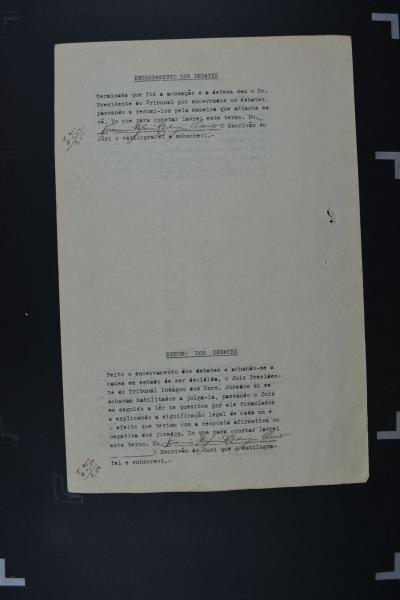 ENCERRAMENTO DOS DEBATES
Terminada que foi a acusação e a defesa deu o Dr.
Presidente do Tribunal por encerrados os debates,
passando a resumi-los pela maneira que adiante se
vê. Do que para constar lavrei este termo. Eu,
O Escrivão do
Juri o datilografei e subscrevi.-
RESUMO DOS DEBATES
Feito o encerramento dos debates e achando-se a
causa em estado de ser decidida, o Juiz Presiden-
te do Tribunal indagou dos Snrs. Jurados si se
achavam habilitados a julga-la, passando o Juiz
em seguida a lêr os quesitos por ele formulados
e explicando a significação legal de cada um e
o efeito que teriam com a resposta afirmativa ou
negativa dos jurados. Do que para constar lavrei
este termo. Eu,
O Escrivão do Juri que o datilogra-
fei e subscrevi.-